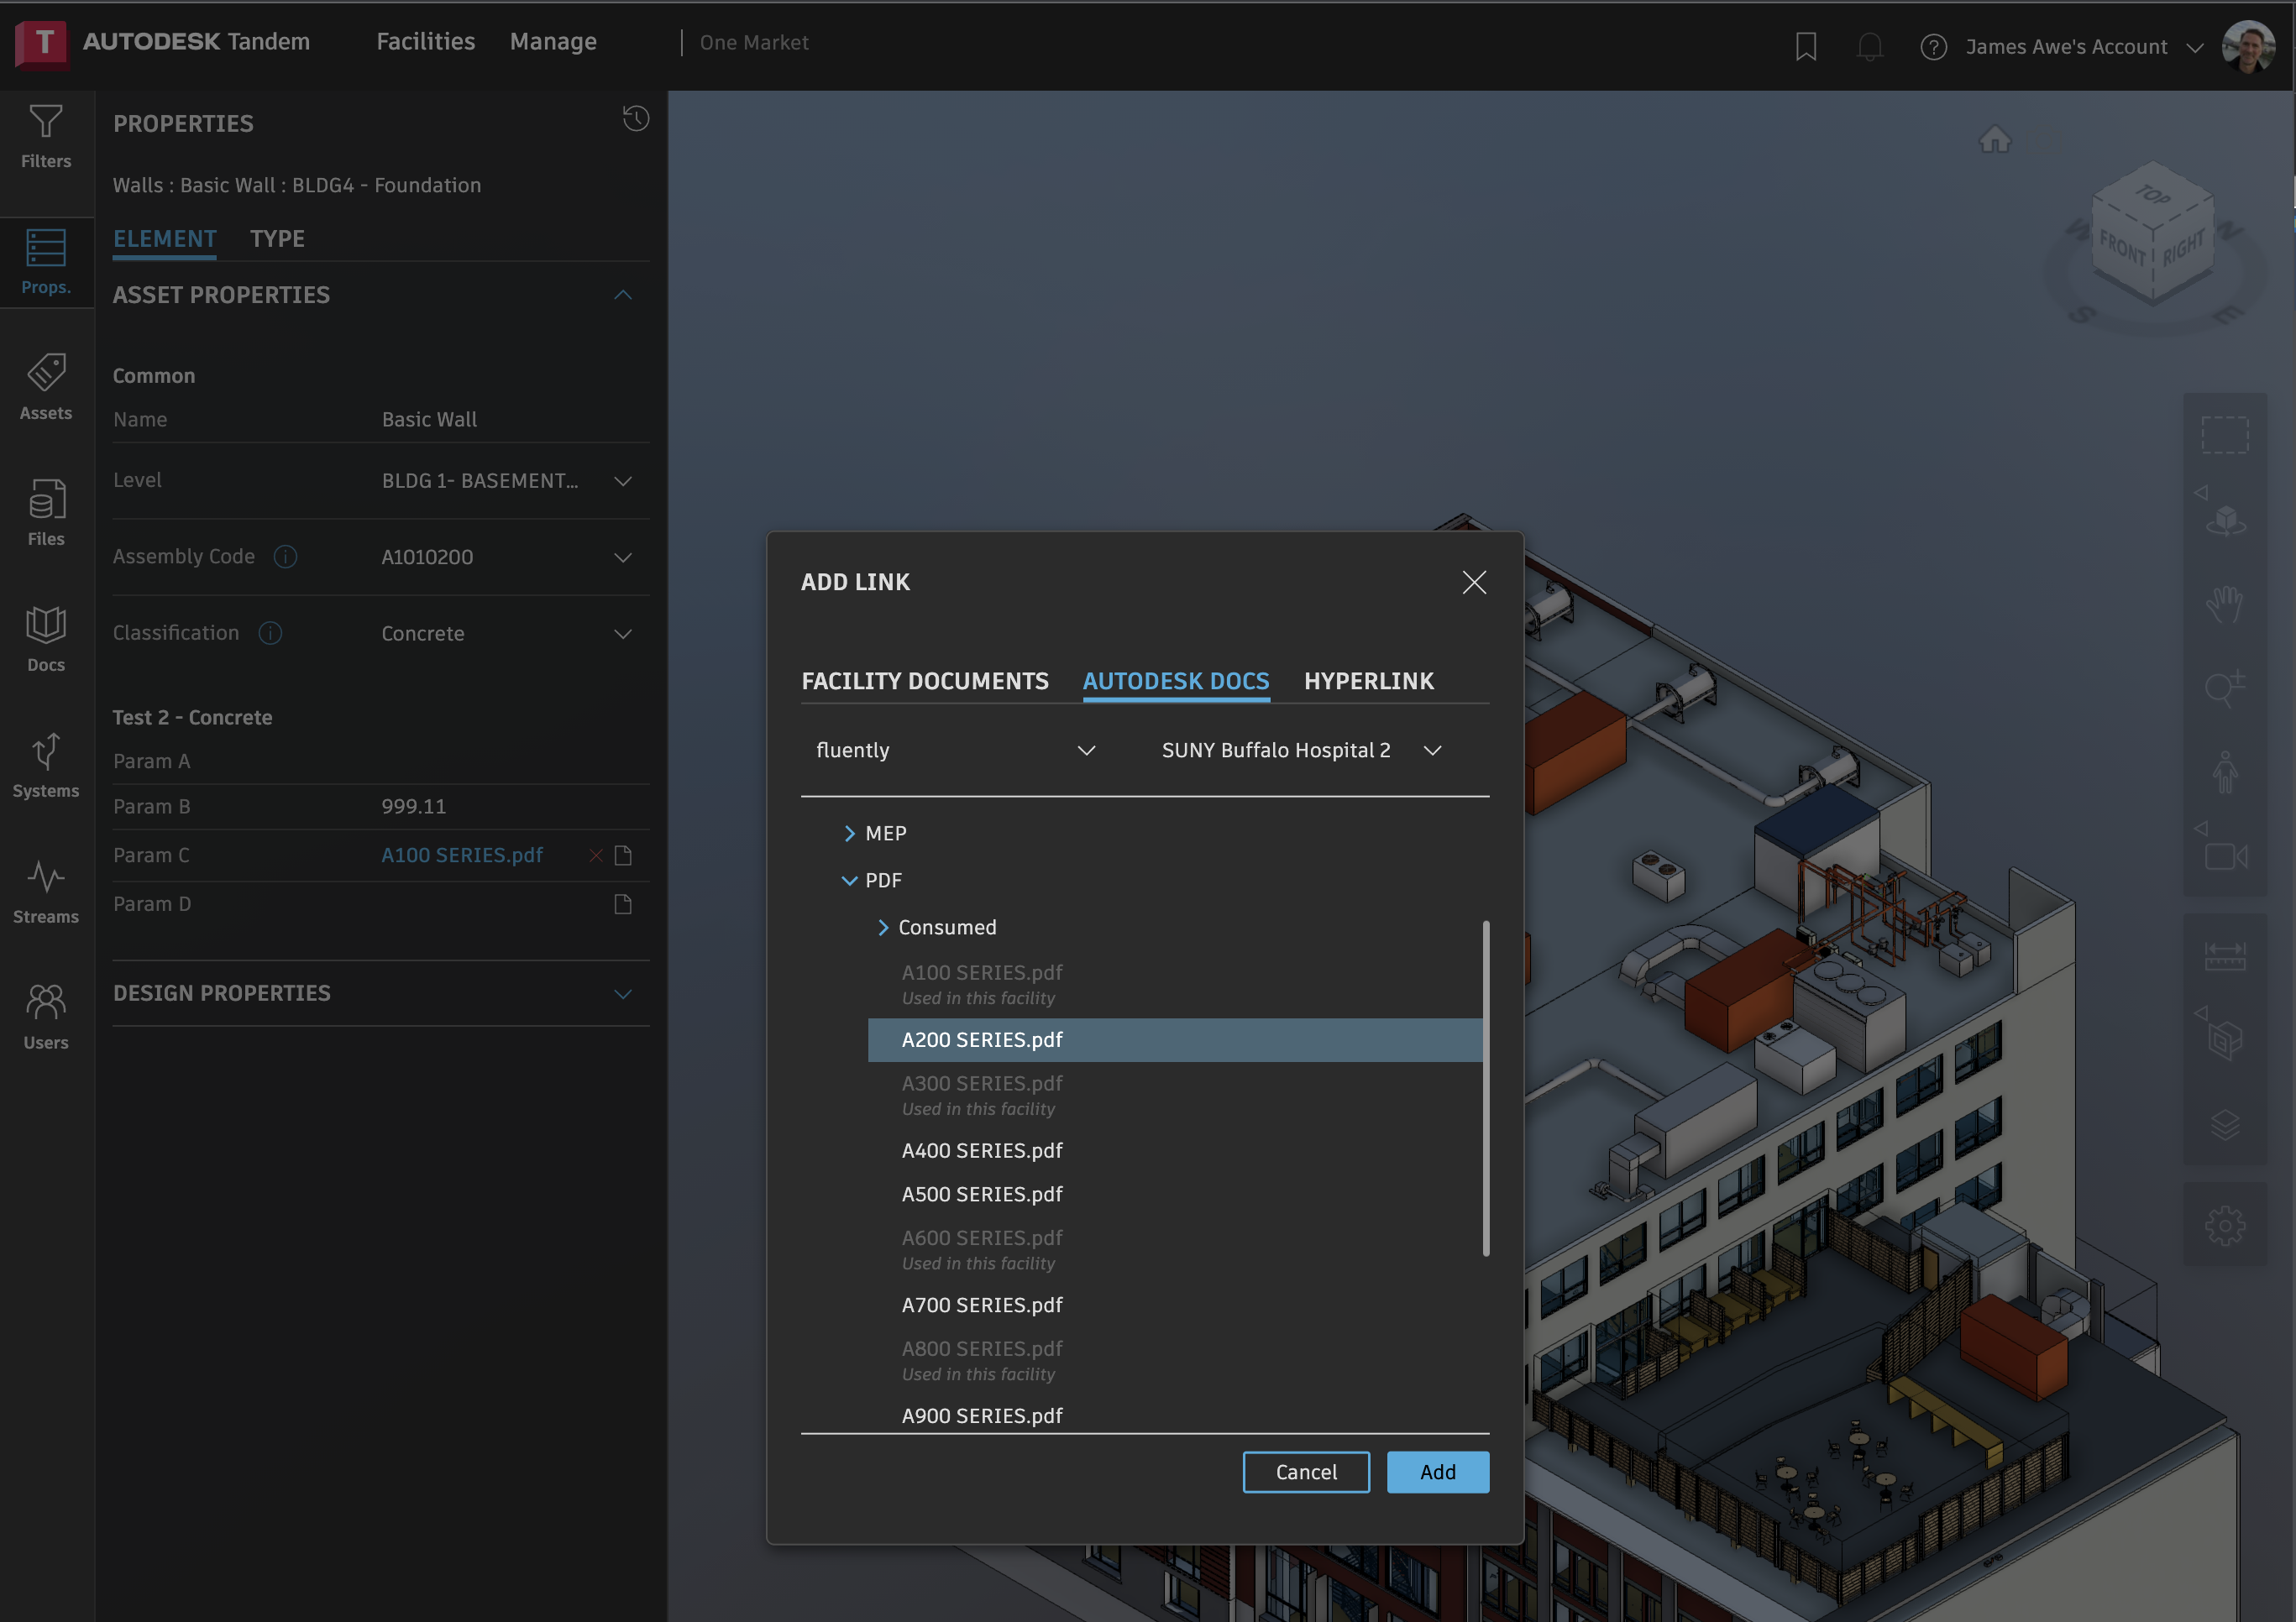 T AUTODESK Tandem Facilities Manage One Market ? James Awe's Account
Filters
Props.
Assets
Files
Docs
Systems
Streams
Users
PROPERTIES
Walls : Basic Wall : BLDG4 - Foundation
ELEMENT TYPE
ASSET PROPERTIES
Common
Name Basic Wall
Level BLDG 1- BASEMENT...
Assembly Code i A1010200
Classification i Concrete
Test 2 - Concrete
Param A
Param B 999.11
Param C A100 SERIES.pdf
Param D
DESIGN PROPERTIES
TOP
FRONT RIGHT
W N
S E
ADD LINK
FACILITY DOCUMENTS AUTODESK DOCS HYPERLINK
fluently SUNY Buffalo Hospital 2
MEP
PDF
Consumed
A100 SERIES.pdf
Used in this facility
A200 SERIES.pdf
A300 SERIES.pdf
Used in this facility
A400 SERIES.pdf
A500 SERIES.pdf
A600 SERIES.pdf
Used in this facility
A700 SERIES.pdf
A800 SERIES.pdf
Used in this facility
A900 SERIES.pdf
Cancel Add